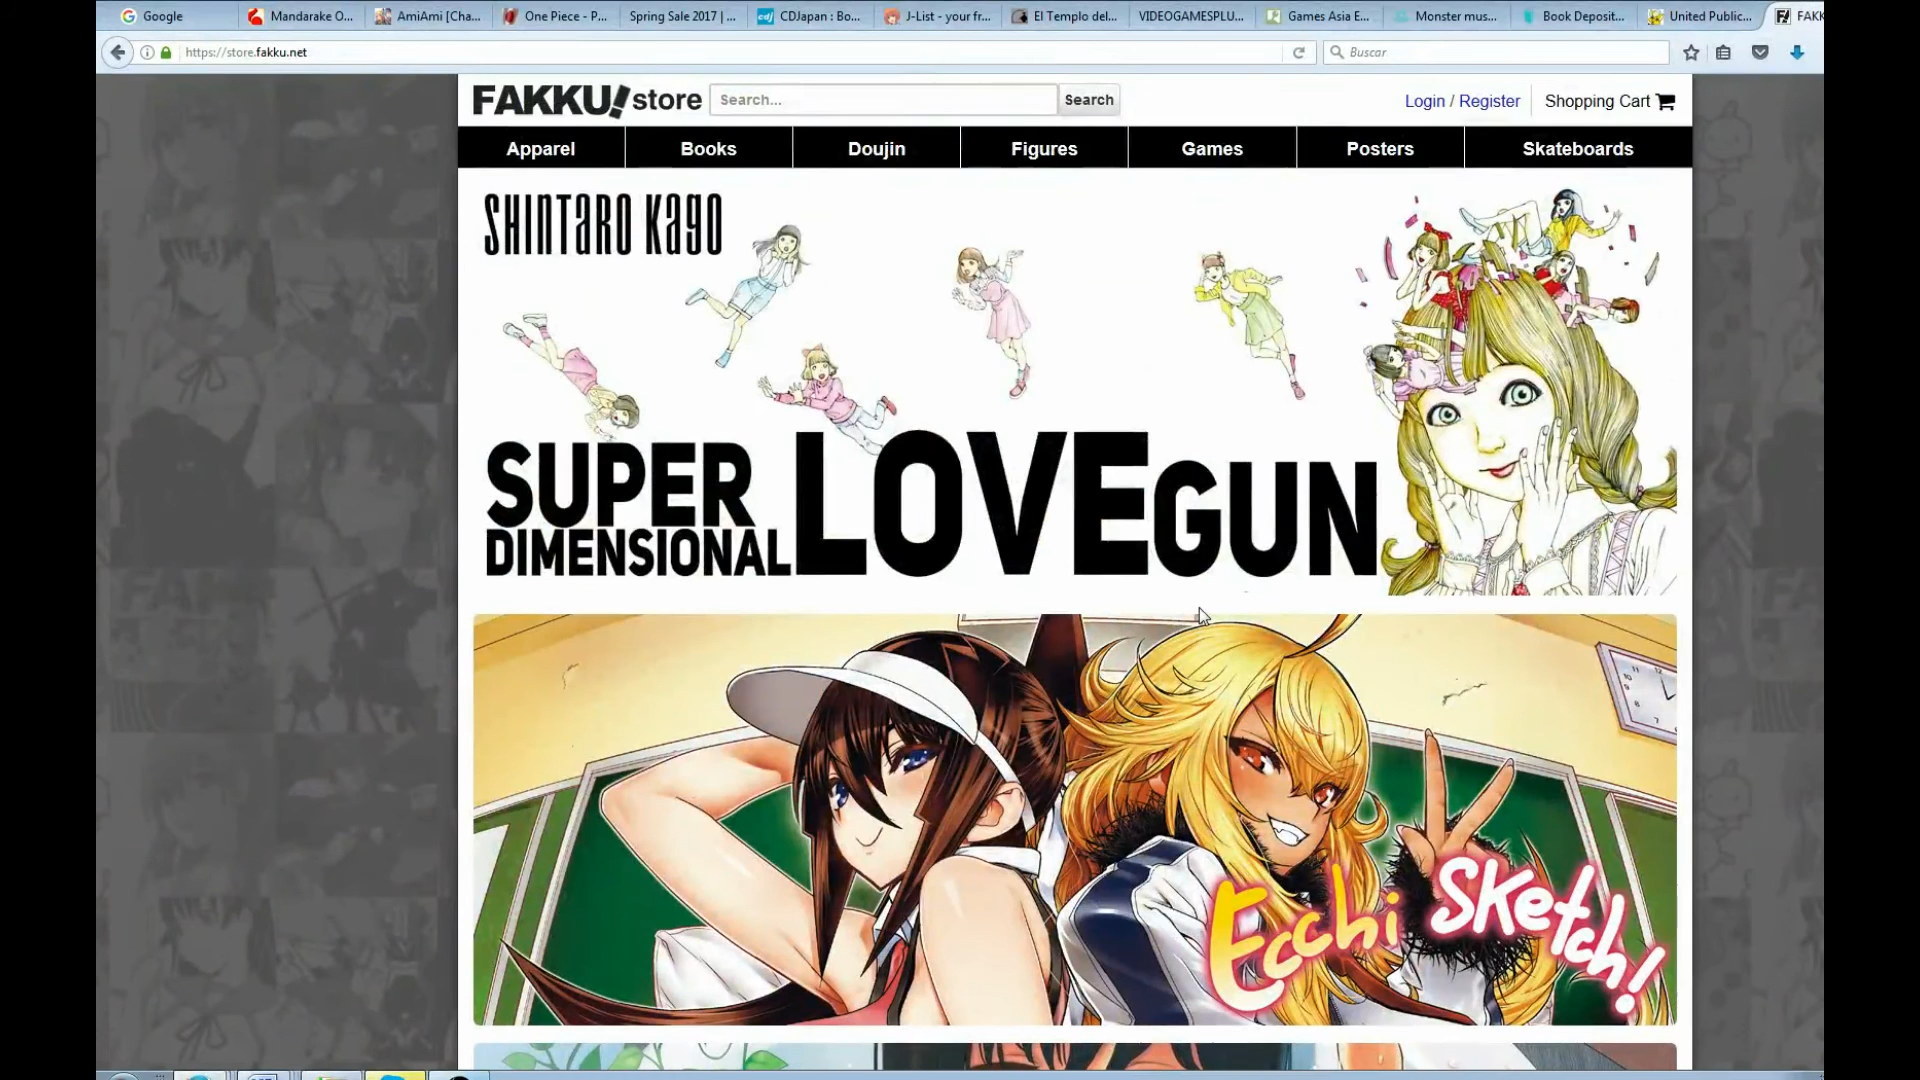 Google
Mandarake O...
AmiAmi [Cha...
One Piece - P...
Spring Sale 2017 | ...
CDJapan : Bo...
J-List - your fr...
El Templo del...
VIDEOGAMESPLU...
Games Asia E...
Monster mus...
Book Deposit...
United Public...
FAKK
https://store.fakku.net
Buscar
FAKKU! store
Search...
Search
Login / Register
Shopping Cart
Apparel
Books
Doujin
Figures
Games
Posters
Skateboards
SHINTARO KAGO
SUPER
DIMENSIONAL LOVE GUN
Ecchi Sketch!